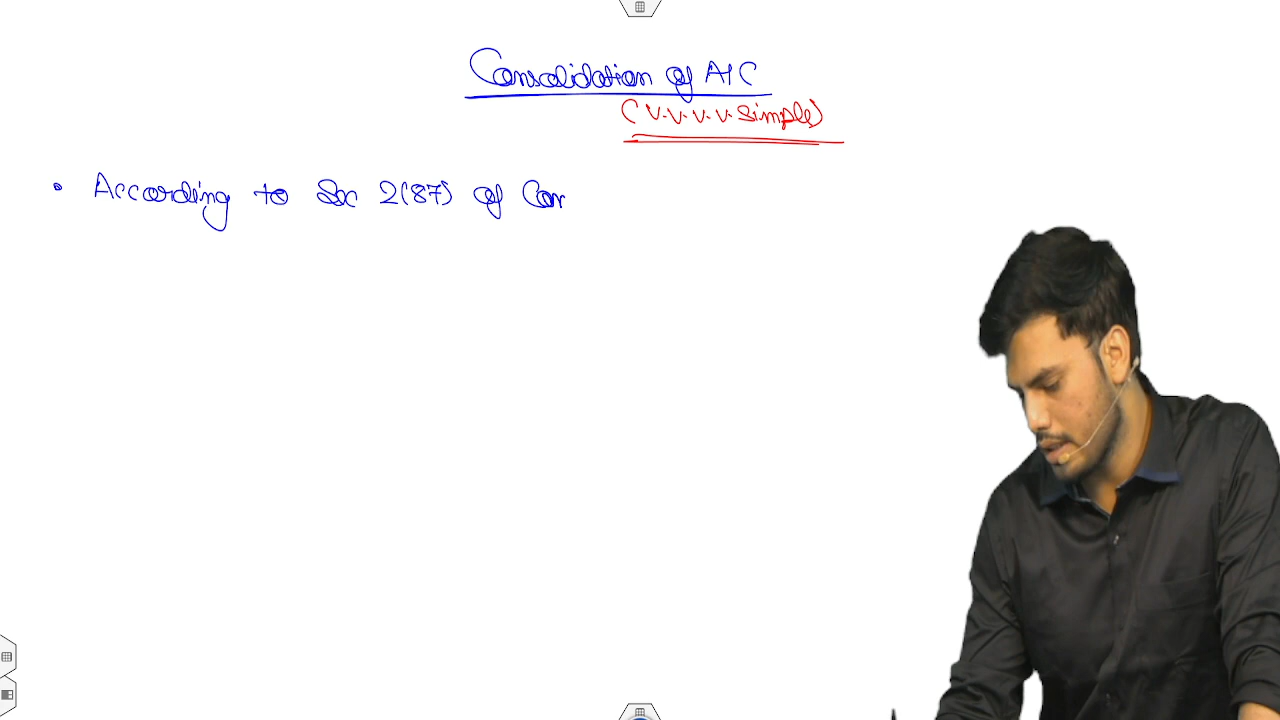 Consolidation of A/C
(V.V.V.V. Simple)
• According to Sec 2(87) of Com